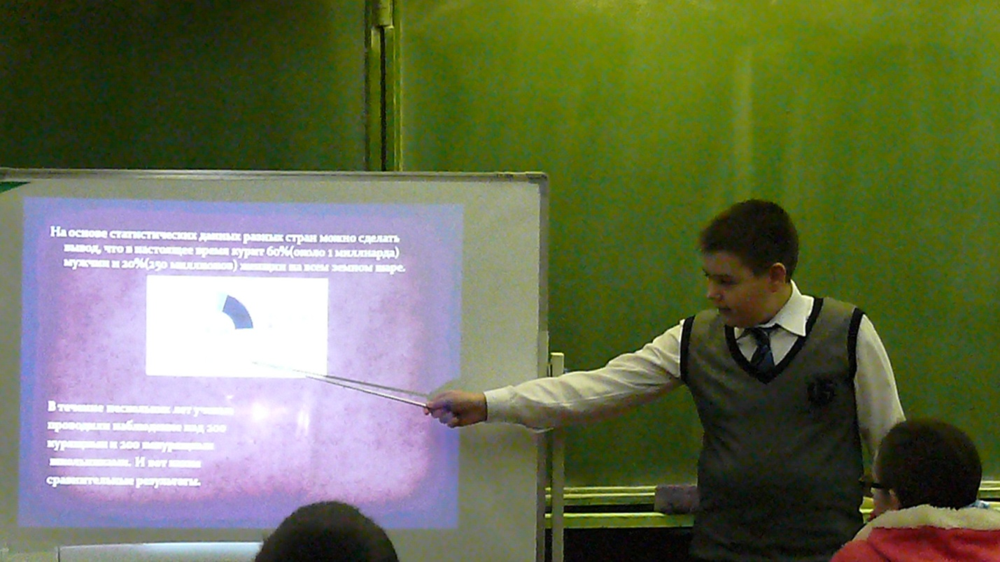 На основе статистических данных разных стран можно сделать
вывод, что в настоящее время курит 60%(около 1 миллиарда)
мужчин и 20%(250 миллионов) женщин на всем земном шаре.
В течение нескольких лет ученые
проводили наблюдение над 200
курящими и 200 некурящими
школьниками. И вот какие
сравнительные результаты.